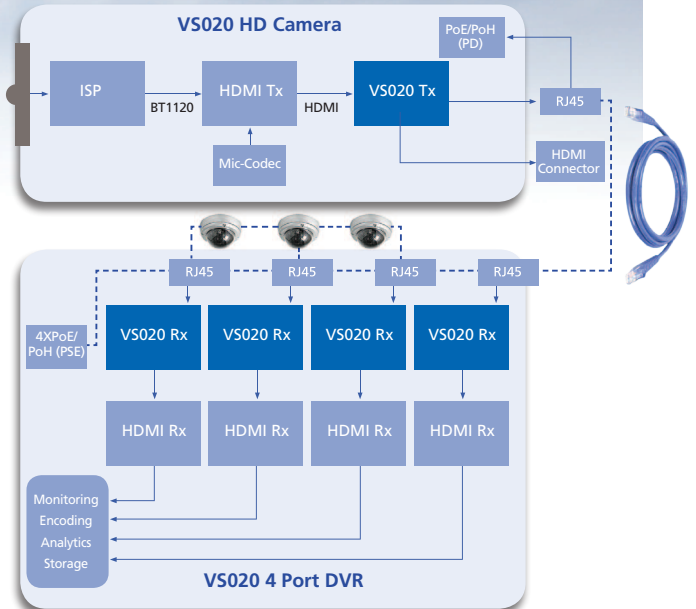 VS020 HD Camera
PoE/PoH
(PD)
ISP
BT1120
HDMI Tx
HDMI
VS020 Tx
RJ45
Mic-Codec
HDMI
Connector
RJ45
RJ45
RJ45
RJ45
4XPoE/
PoH (PSE)
VS020 Rx
VS020 Rx
VS020 Rx
VS020 Rx
HDMI Rx
HDMI Rx
HDMI Rx
HDMI Rx
Monitoring
Encoding
Analytics
Storage
VS020 4 Port DVR